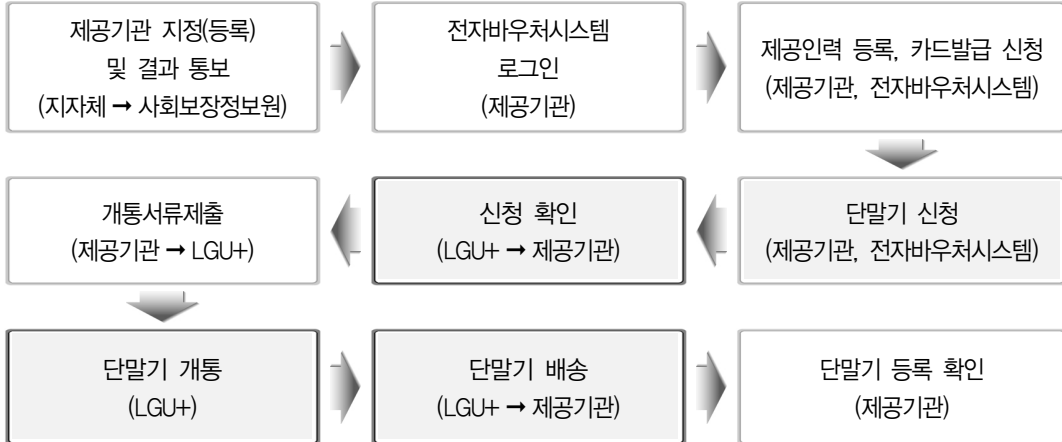 제공기관 지정(등록)
및 결과 통보
(지자체 → 사회보장정보원)
전자바우처시스템
로그인
(제공기관)
제공인력 등록, 카드발급 신청
(제공기관, 전자바우처시스템)
단말기 신청
(제공기관, 전자바우처시스템)
신청 확인
(LGU+ → 제공기관)
개통서류제출
(제공기관 → LGU+)
단말기 개통
(LGU+)
단말기 배송
(LGU+ → 제공기관)
단말기 등록 확인
(제공기관)